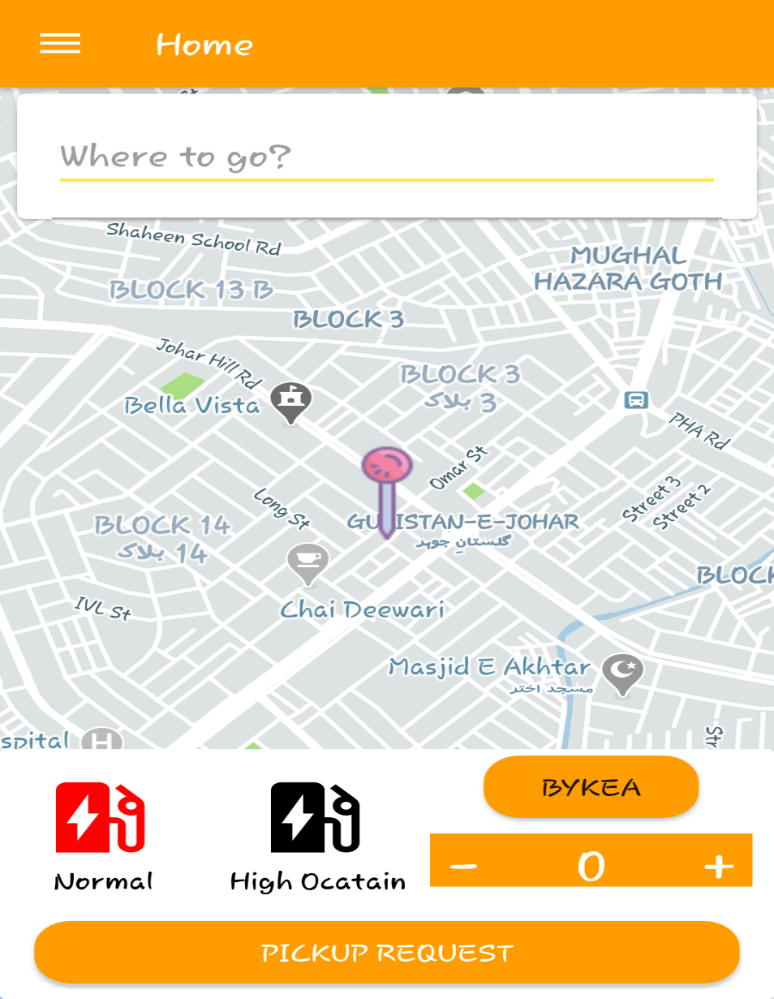 Home
Where to go?
Shaheen School Rd
MUGHAL
HAZARA GOTH
BLOCK 13 B
BLOCK 3
Johar Hill Rd
BLOCK 3
بلاک 3
Bella Vista
PHA Rd
Omar St
Street 3
Street 2
Long St
BLOCK 14
بلاک 14
GULISTAN-E-JOHAR
گلستانِ جوہر
BLOCK
IVL St
Chai Deewari
Masjid E Akhtar
مسجد اختر
spital
H
Str
BYKEA
Normal
High Ocatain
− 0 +
PICKUP REQUEST